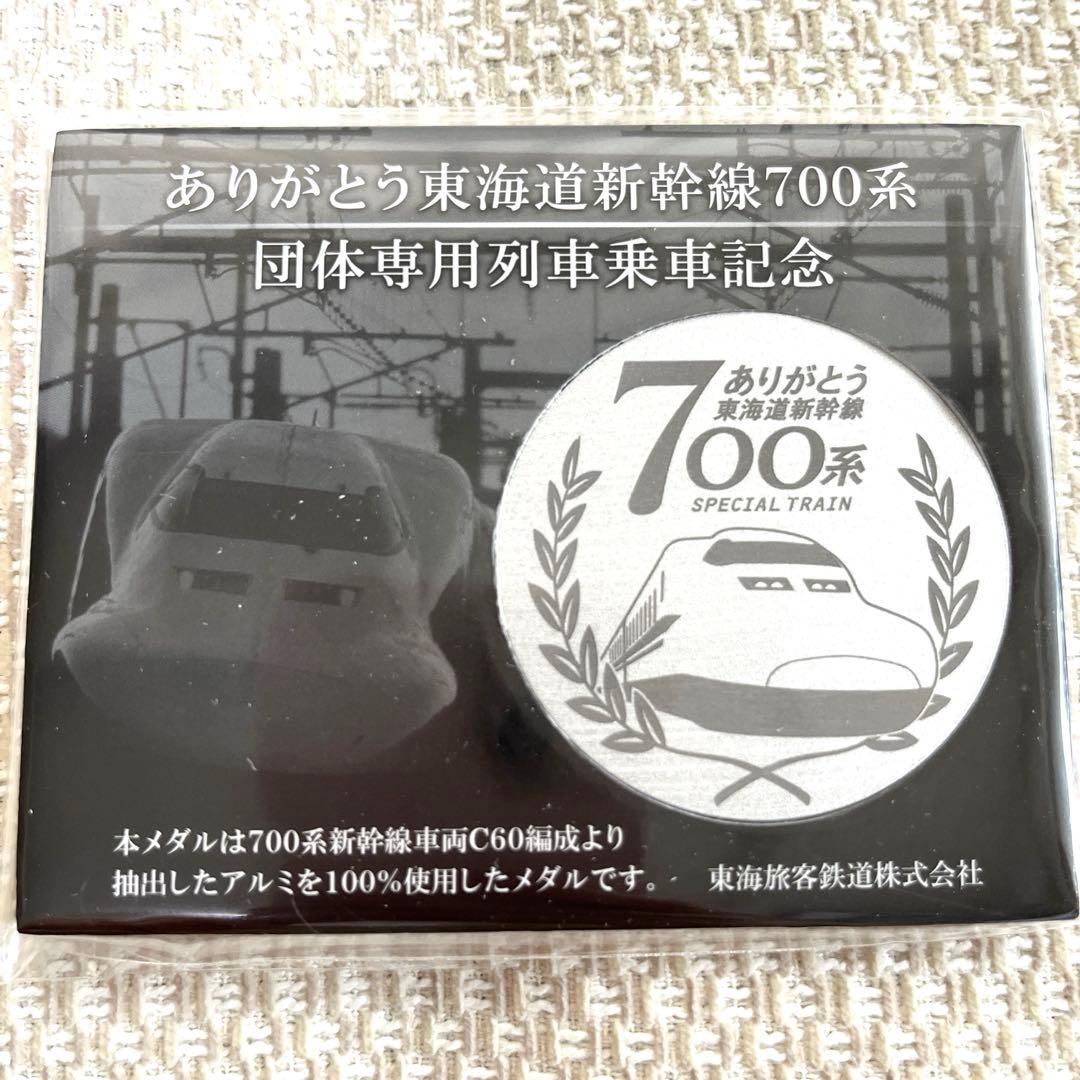 ありがとう東海道新幹線700系
団体専用列車乗車記念
ありがとう
東海道新幹線
700系
SPECIAL TRAIN
本メダルは700系新幹線車両C60編成より
抽出したアルミを100%使用したメダルです。
東海旅客鉄道株式会社